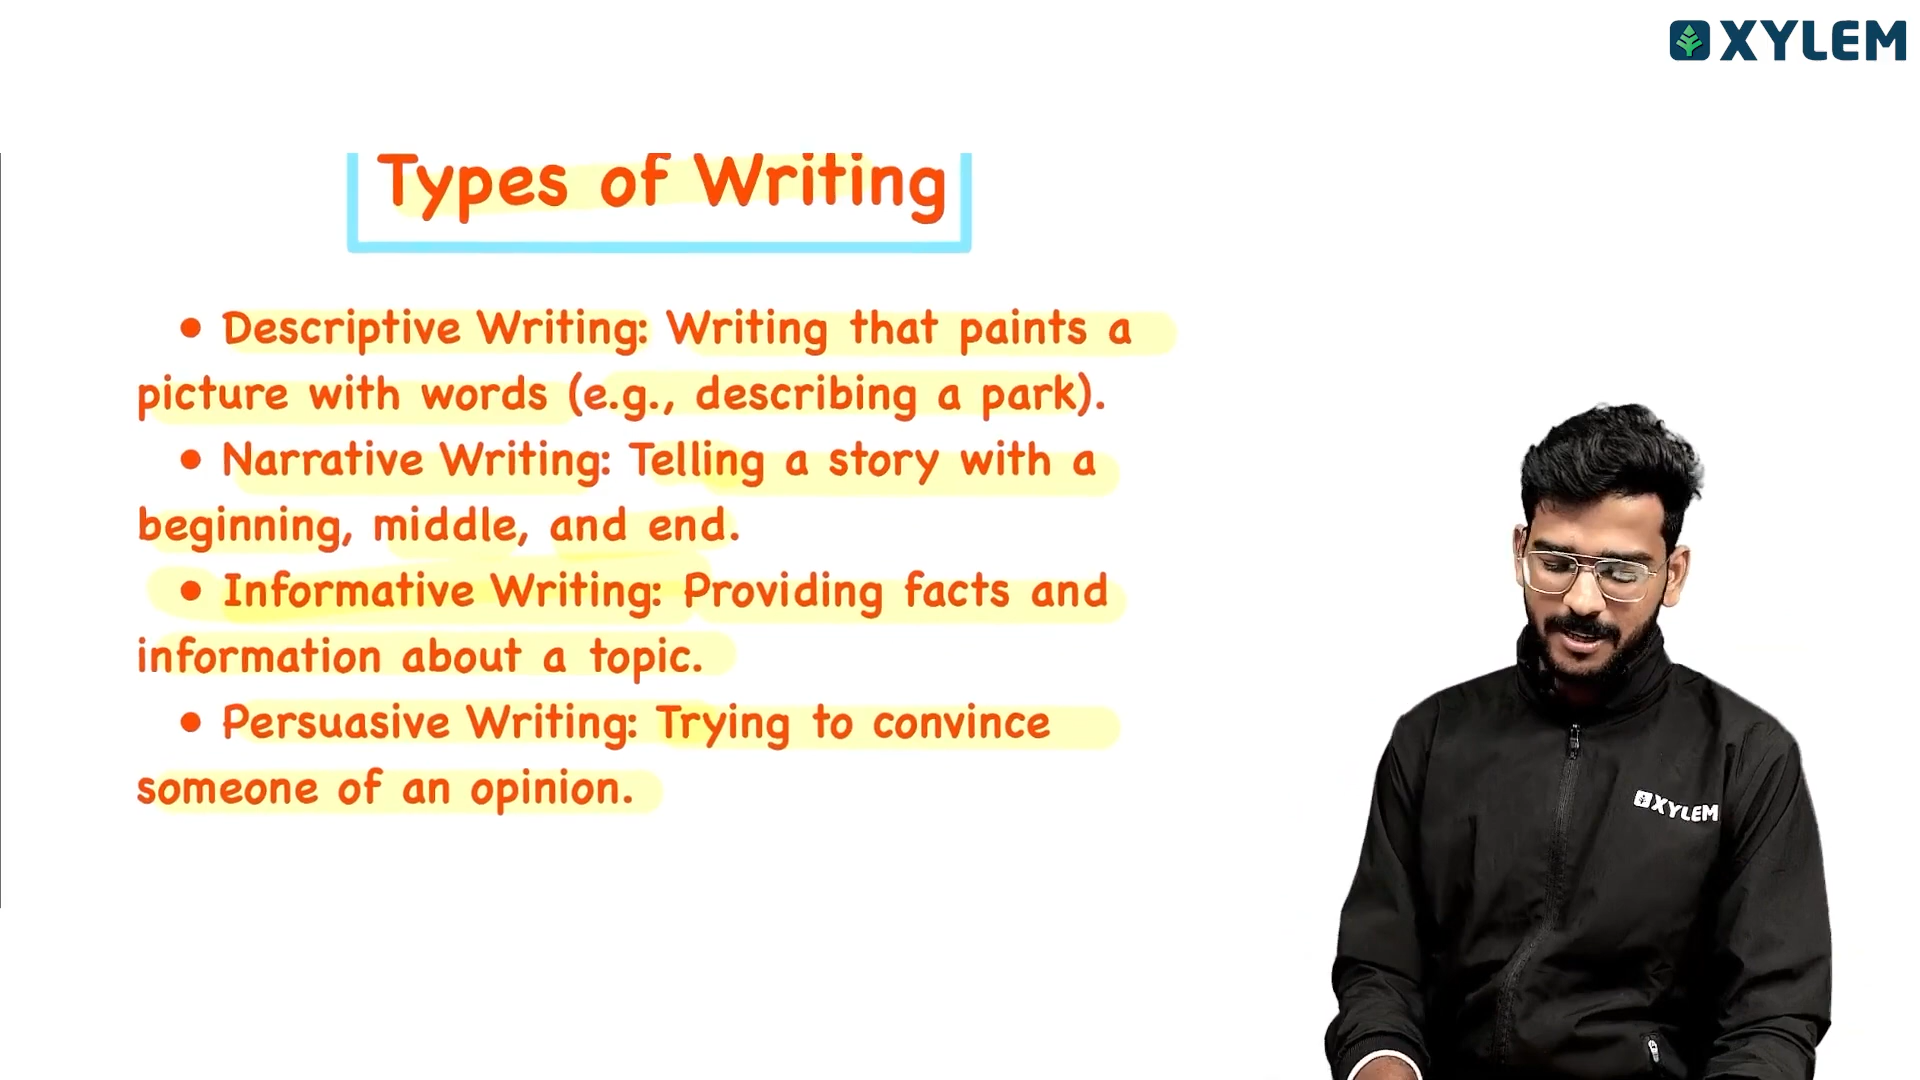 XYLEM
Types of Writing
• Descriptive Writing: Writing that paints a
picture with words (e.g., describing a park).
• Narrative Writing: Telling a story with a
beginning, middle, and end.
• Informative Writing: Providing facts and
information about a topic.
• Persuasive Writing: Trying to convince
someone of an opinion.
XYLEM